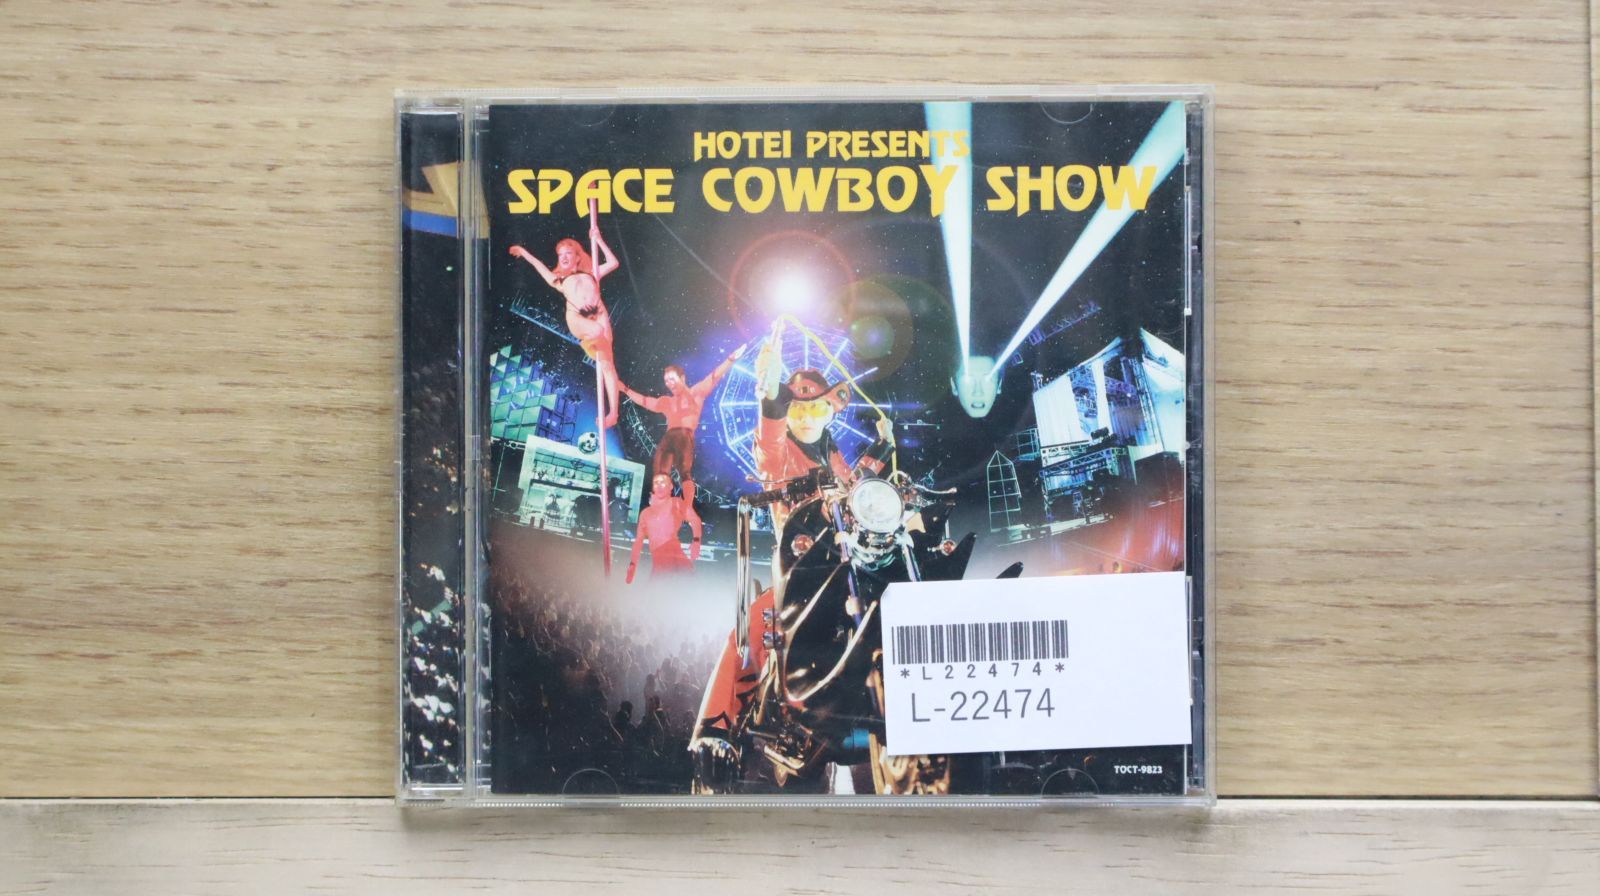 HOTEI PRESENTS
SPACE COWBOY SHOW
*L22474*
L-22474
TOCT-9823